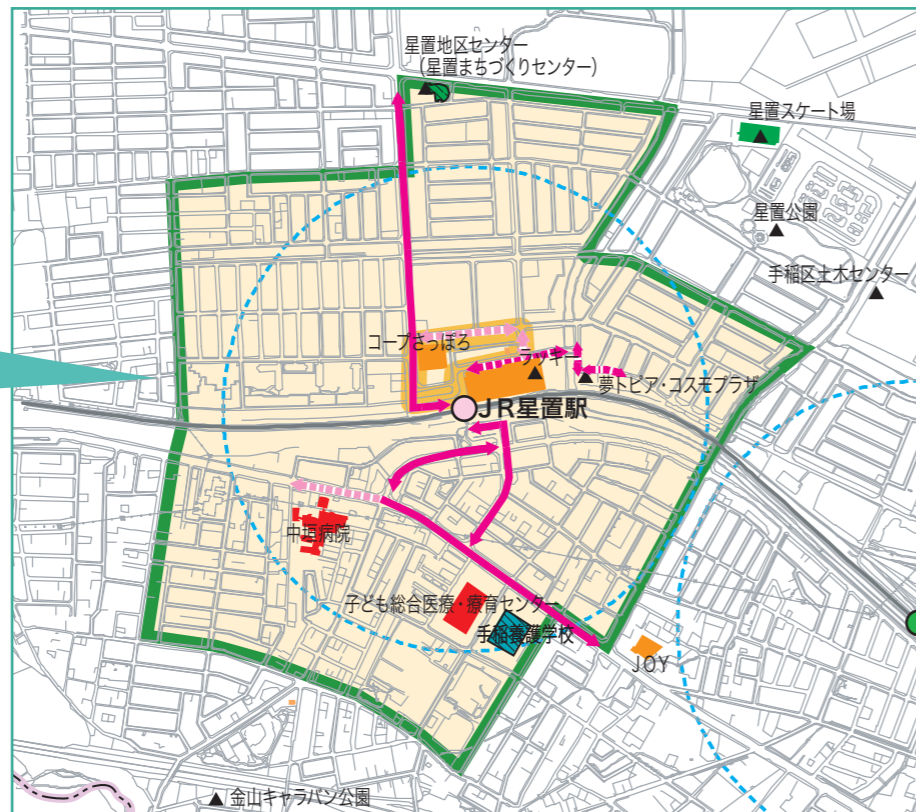 星置地区センター
(星置まちづくりセンター)
星置スケート場
星置公園
手稲区土木センター
コープさっぽろ
ラッキー
夢トピア・コスモプラザ
JR星置駅
中垣病院
子ども総合医療・療育センター
手稲養護学校
JOY
金山キャラバン公園